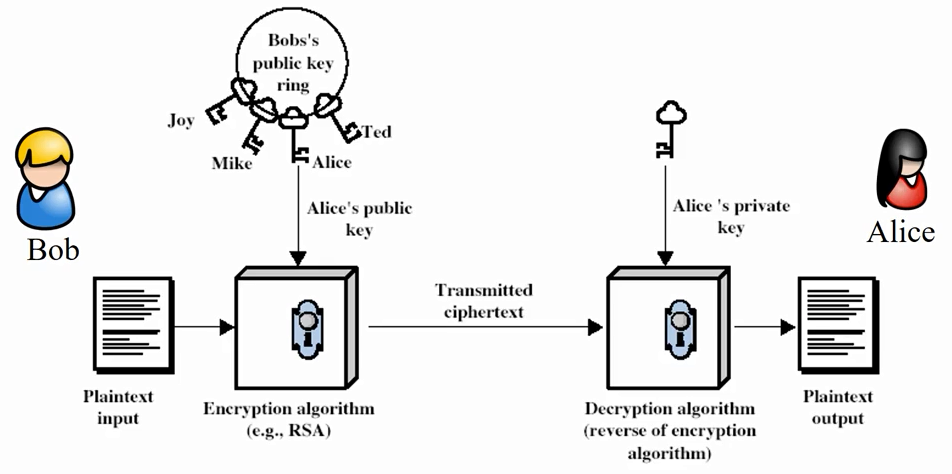 Bobs's
public key
ring
Joy
Ted
Mike
Alice
Alice's public
key
Alice 's private
key
Bob
Alice
Transmitted
ciphertext
Plaintext
input
Encryption algorithm
(e.g., RSA)
Decryption algorithm
(reverse of encryption
algorithm)
Plaintext
output